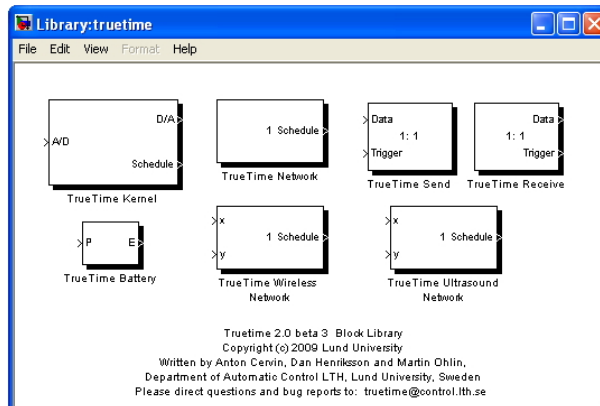 Library:truetime
File Edit View Format Help
A/D D/A Schedule
TrueTime Kernel
1 Schedule
TrueTime Network
Data 1: 1 Trigger
TrueTime Send
Data 1: 1 Trigger
TrueTime Receive
P E
TrueTime Battery
x 1 Schedule y
TrueTime Wireless
Network
x 1 Schedule y
TrueTime Ultrasound
Network
Truetime 2.0 beta 3 Block Library
Copyright (c) 2009 Lund University
Written by Anton Cervin, Dan Henriksson and Martin Ohlin,
Department of Automatic Control LTH, Lund University, Sweden
Please direct questions and bug reports to: truetime@control.lth.se